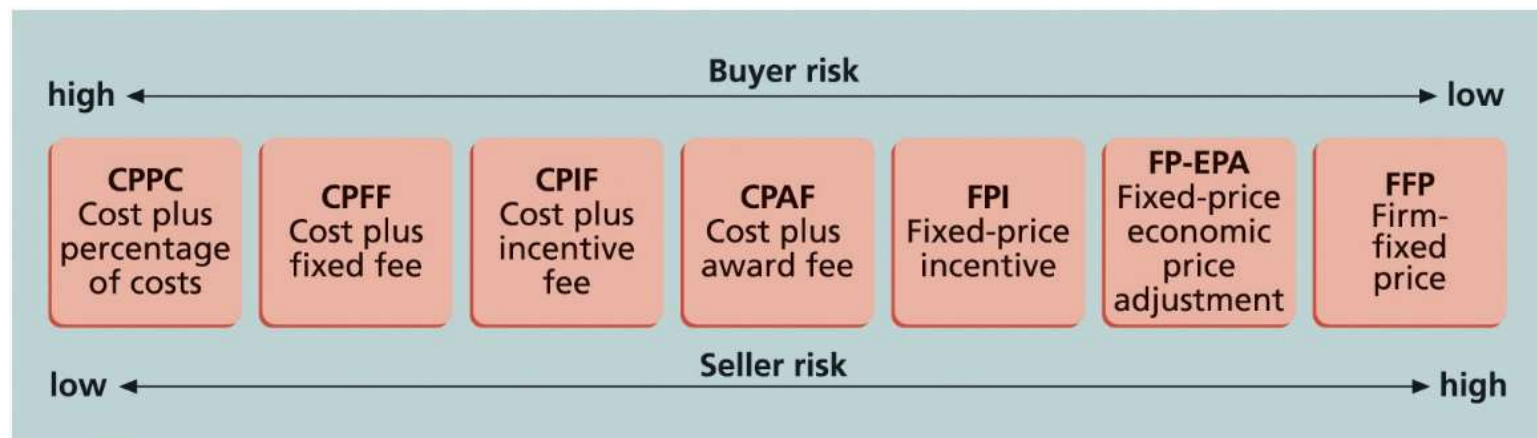 Buyer risk
high
low
CPPC
Cost plus
percentage
of costs
CPFF
Cost plus
fixed fee
CPIF
Cost plus
incentive
fee
CPAF
Cost plus
award fee
FPI
Fixed-price
incentive
FP-EPA
Fixed-price
economic
price
adjustment
FFP
Firm-
fixed
price
Seller risk
low
high